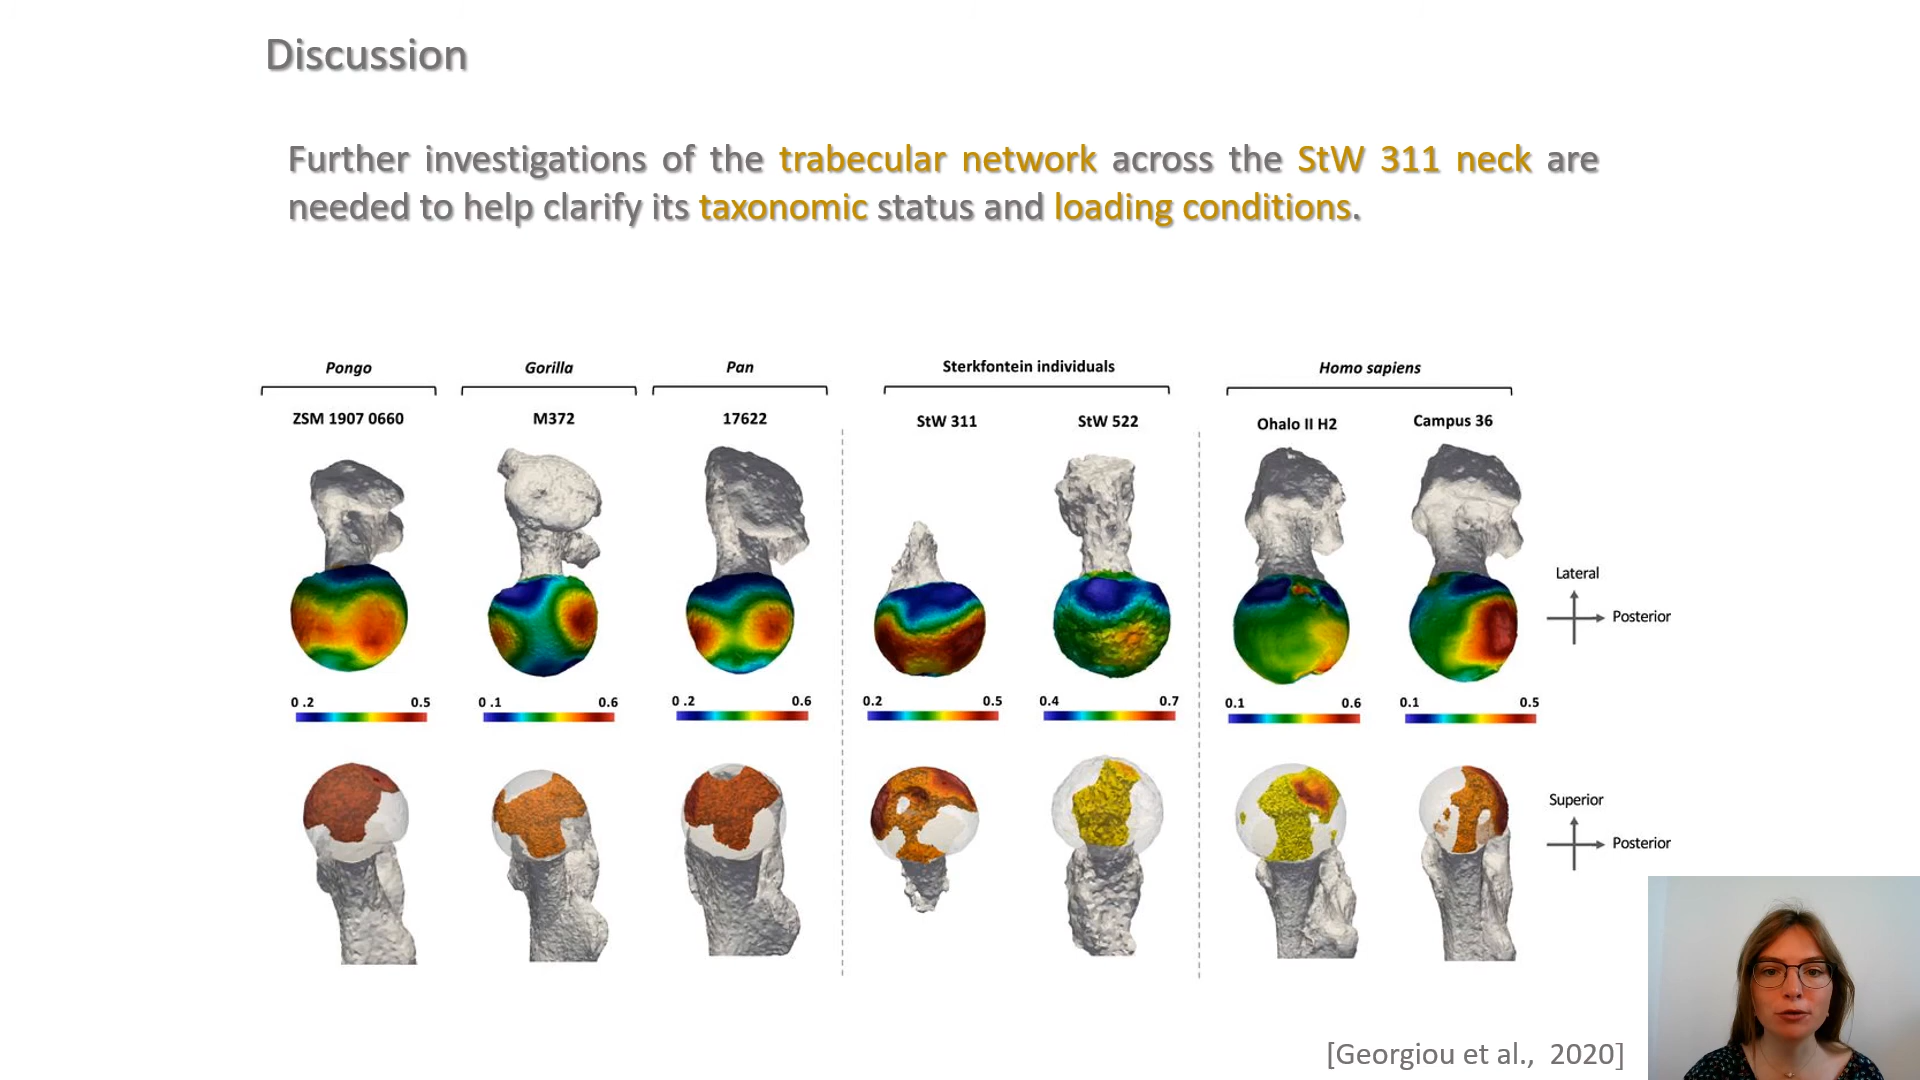 Discussion
Further investigations of the trabecular network across the StW 311 neck are
needed to help clarify its taxonomic status and loading conditions.
Pongo Gorilla Pan Sterkfontein individuals Homo sapiens
ZSM 1907 0660 M372 17622 StW 311 StW 522 Ohalo II H2 Campus 36
Lateral
Posterior
0 .2 0.5 0 .1 0.6 0 .2 0.6 0.2 0.5 0.4 0.7 0.1 0.6 0.1 0.5
Superior
Posterior
[Georgiou et al., 2020]